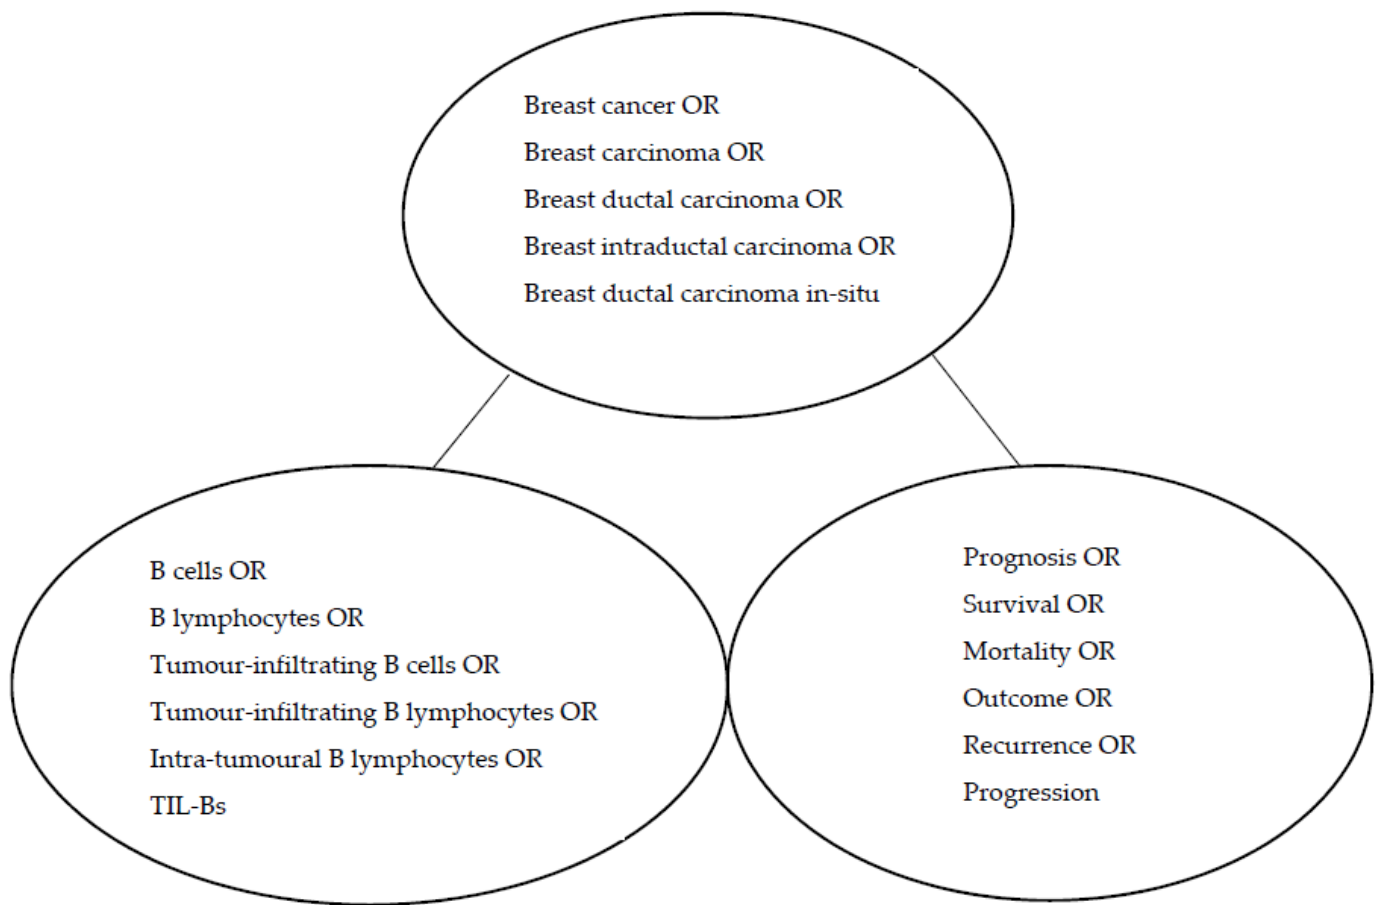 Breast cancer OR
Breast carcinoma OR
Breast ductal carcinoma OR
Breast intraductal carcinoma OR
Breast ductal carcinoma in-situ
B cells OR
B lymphocytes OR
Tumour-infiltrating B cells OR
Tumour-infiltrating B lymphocytes OR
Intra-tumoural B lymphocytes OR
TIL-Bs
Prognosis OR
Survival OR
Mortality OR
Outcome OR
Recurrence OR
Progression